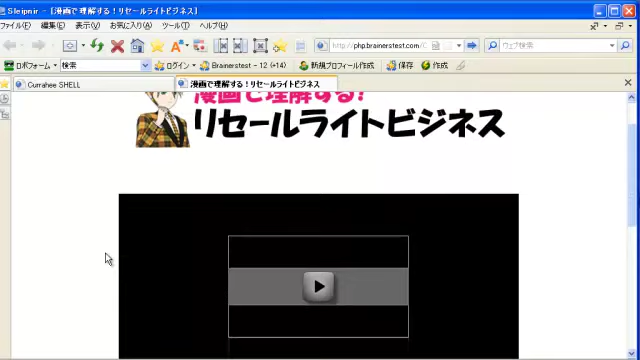 Sleipnir - [漫画で理解する！リセールライトビジネス]
ファイル(F) 編集(E) 表示(V) お気に入り(A) ツール(T) ヘルプ(H)
http://php.brainerstest.com/C
ウェブ検索
ロボフォーム 検索 ログイン Brainerstest - 12 (+14) 新規プロフィール作成 保存 作成
Currahee SHELL
漫画で理解する！リセールライトビジネス
漫画で理解する!
リセールライトビジネス